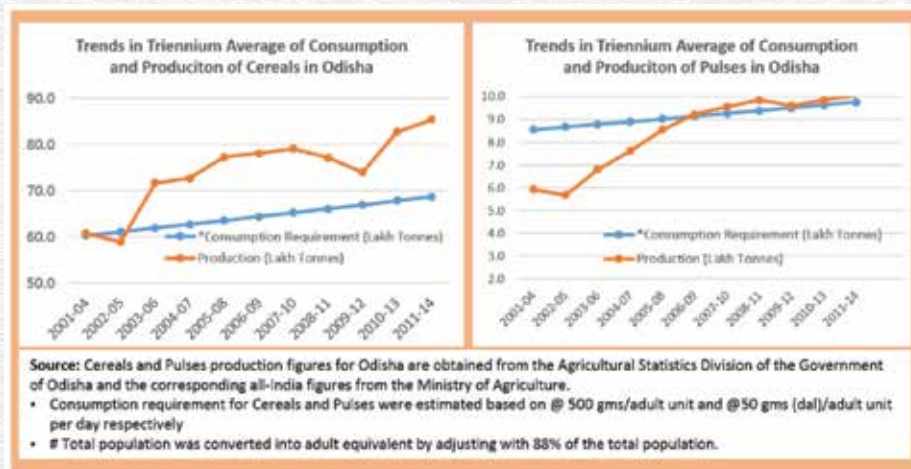 Trends in Triennium Average of Consumption
and Produciton of Cereals in Odisha
90.0
80.0
70.0
60.0
50.0
*Consumption Requirement (Lakh Tonnes)
Production (Lakh Tonnes)
2001-04
2002-05
2003-06
2004-07
2005-08
2006-09
2007-10
2008-11
2009-12
2010-13
2011-14
Trends in Triennium Average of Consumption
and Produciton of Pulses in Odisha
10.0
9.0
8.0
7.0
6.0
5.0
4.0
3.0
2.0
*Consumption Requirement (Lakh Tonnes)
Production (Lakh Tonnes)
2001-04
2002-05
2003-06
2004-07
2005-08
2006-09
2007-10
2008-11
2009-12
2010-13
2011-14
Source: Cereals and Pulses production figures for Odisha are obtained from the Agricultural Statistics Division of the Government
of Odisha and the corresponding all-India figures from the Ministry of Agriculture.
• Consumption requirement for Cereals and Pulses were estimated based on @ 500 gms/adult unit and @50 gms (dal)/adult unit
per day respectively
• # Total population was converted into adult equivalent by adjusting with 88% of the total population.